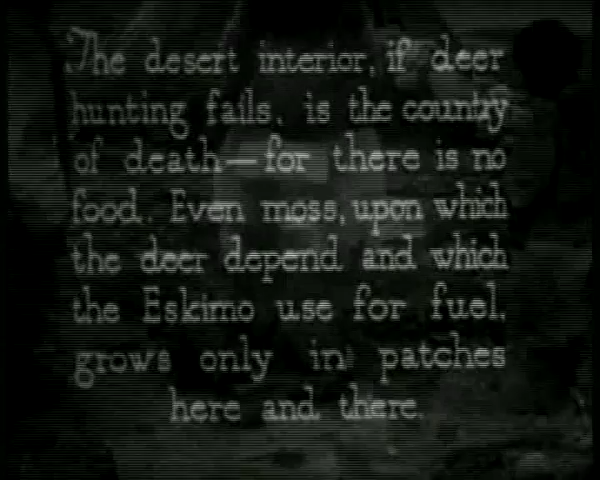 The desert interior, if deer
hunting fails, is the country
of death—for there is no
food. Even moss, upon which
the deer depend and which
the Eskimo use for fuel,
grows only in patches
here and there.